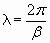 λ = 2π/β